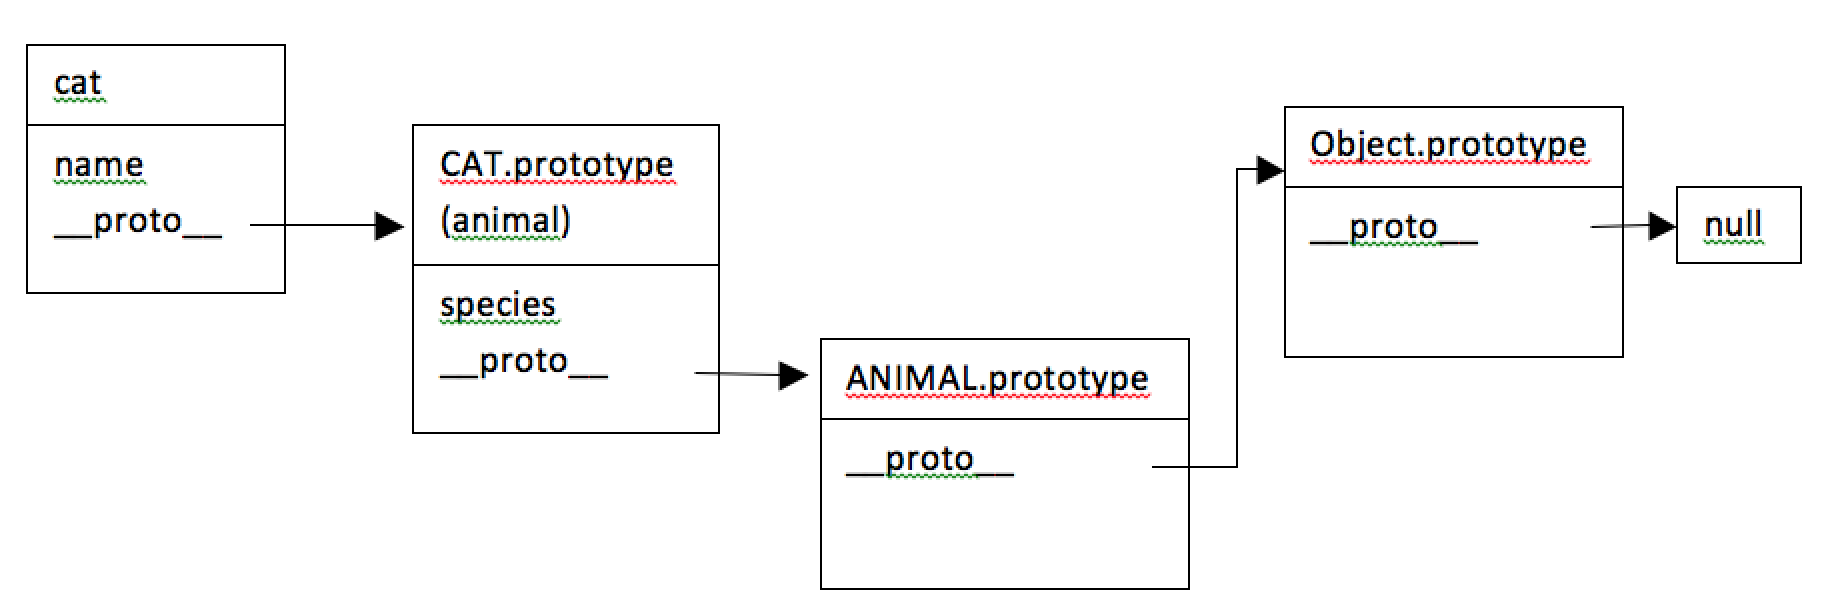 cat
name
__proto__
CAT.prototype
(animal)
species
__proto__
ANIMAL.prototype
__proto__
Object.prototype
__proto__
null